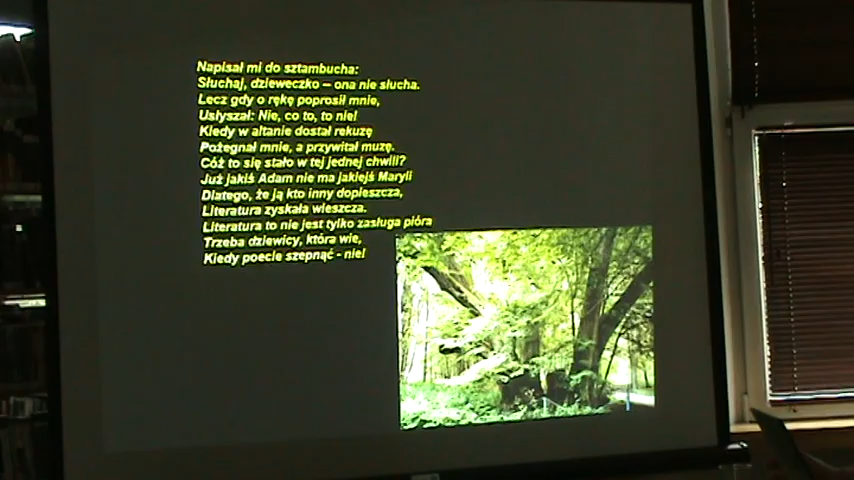 Napisał mi do sztambucha:
Słuchaj, dzieweczko – ona nie słucha.
Lecz gdy o rękę poprosił mnie,
Usłyszał: Nie, co to, to nie!
Kiedy w altanie dostał rekuzę
Pożegnał mnie, a przywitał muzę.
Cóż to się stało w tej jednej chwili?
Już jakiś Adam nie ma jakiejś Maryli
Dlatego, że ją kto inny dopieszcza,
Literatura zyskała wieszcza.
Literatura to nie jest tylko zasługa pióra
Trzeba dziewicy, która wie,
Kiedy poecie szepnąć - nie!